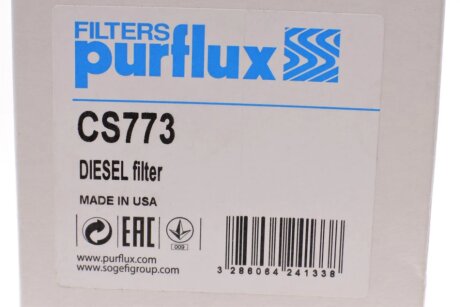 FILTERS
purflux
CS773
DIESEL filter
MADE IN USA
EAC
009
www.purflux.com
www.sogefigroup.com
3 286064 241338